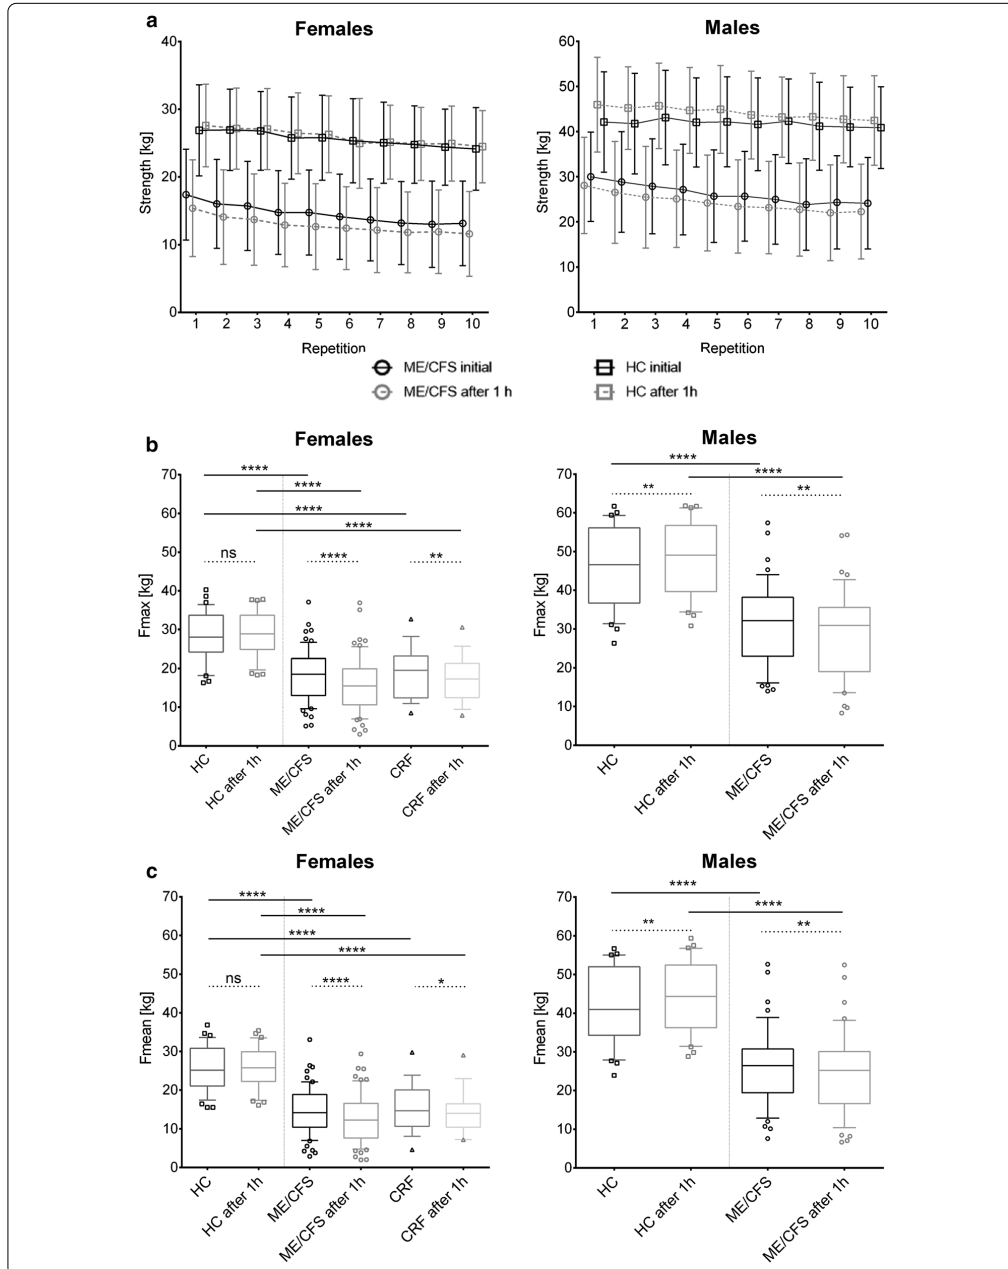 a
Females
Males
Strength [kg]
40
30
20
10
0
1 2 3 4 5 6 7 8 9 10
Repetition
Strength [kg]
60
50
40
30
20
10
0
1 2 3 4 5 6 7 8 9 10
Repetition
ME/CFS initial
ME/CFS after 1 h
HC initial
HC after 1h
b
Females
Males
Fmax [kg]
70
60
50
40
30
20
10
0
****
****
****
****
ns
****
**
HC
HC after 1h
ME/CFS
ME/CFS after 1h
CRF
CRF after 1h
Fmax [kg]
70
60
50
40
30
20
10
0
****
****
**
**
HC
HC after 1h
ME/CFS
ME/CFS after 1h
c
Females
Males
Fmean [kg]
70
60
50
40
30
20
10
0
****
****
****
****
ns
****
*
HC
HC after 1h
ME/CFS
ME/CFS after 1h
CRF
CRF after 1h
Fmean [kg]
70
60
50
40
30
20
10
0
****
****
**
**
HC
HC after 1h
ME/CFS
ME/CFS after 1h